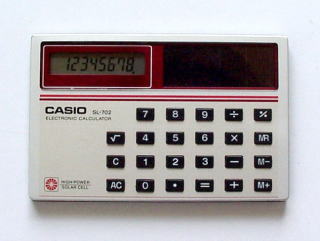 12345678.
CASIO SL-702
ELECTRONIC CALCULATOR
7 8 9 ÷ %
√ 4 5 6 × MR
C 1 2 3 − M−
HIGH-POWER
SOLAR CELL
AC 0 • = + M+